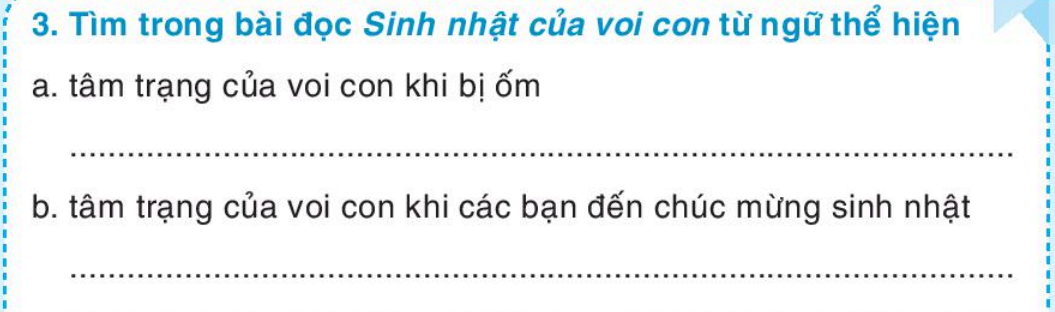 3. Tìm trong bài đọc Sinh nhật của voi con từ ngữ thể hiện
a. tâm trạng của voi con khi bị ốm
................................................................................
b. tâm trạng của voi con khi các bạn đến chúc mừng sinh nhật
................................................................................